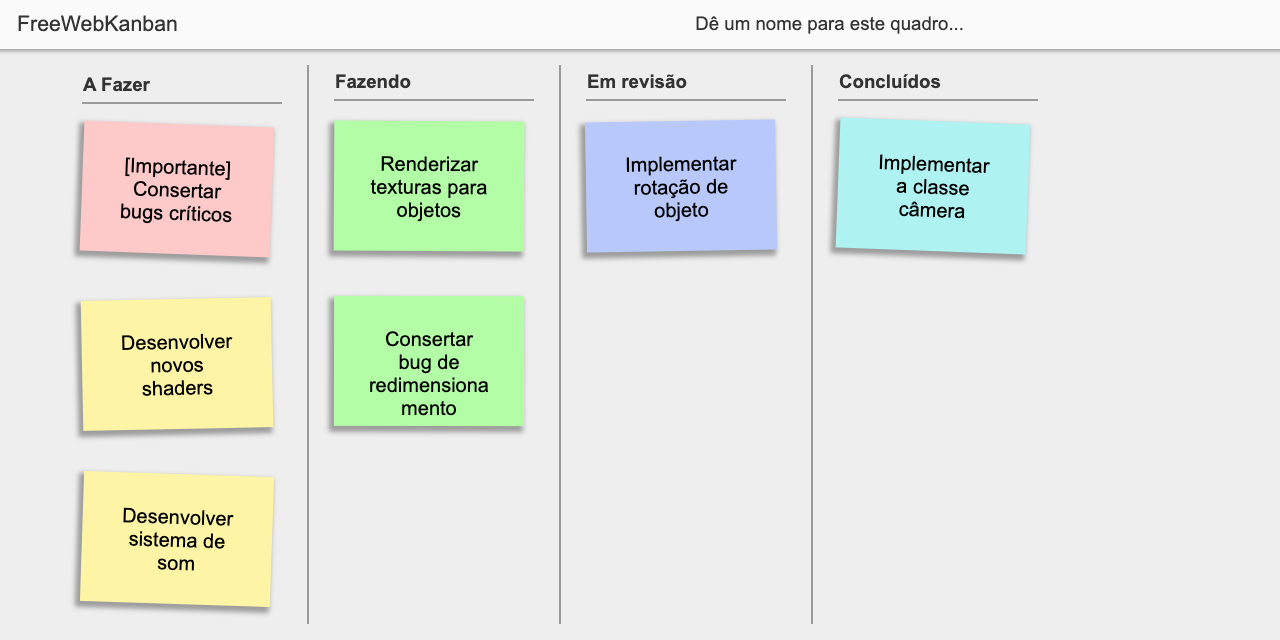 FreeWebKanban
Dê um nome para este quadro...
A Fazer
[Importante]
Consertar
bugs críticos
Desenvolver
novos
shaders
Desenvolver
sistema de
som
Fazendo
Renderizar
texturas para
objetos
Consertar
bug de
redimensiona
mento
Em revisão
Implementar
rotação de
objeto
Concluídos
Implementar
a classe
câmera